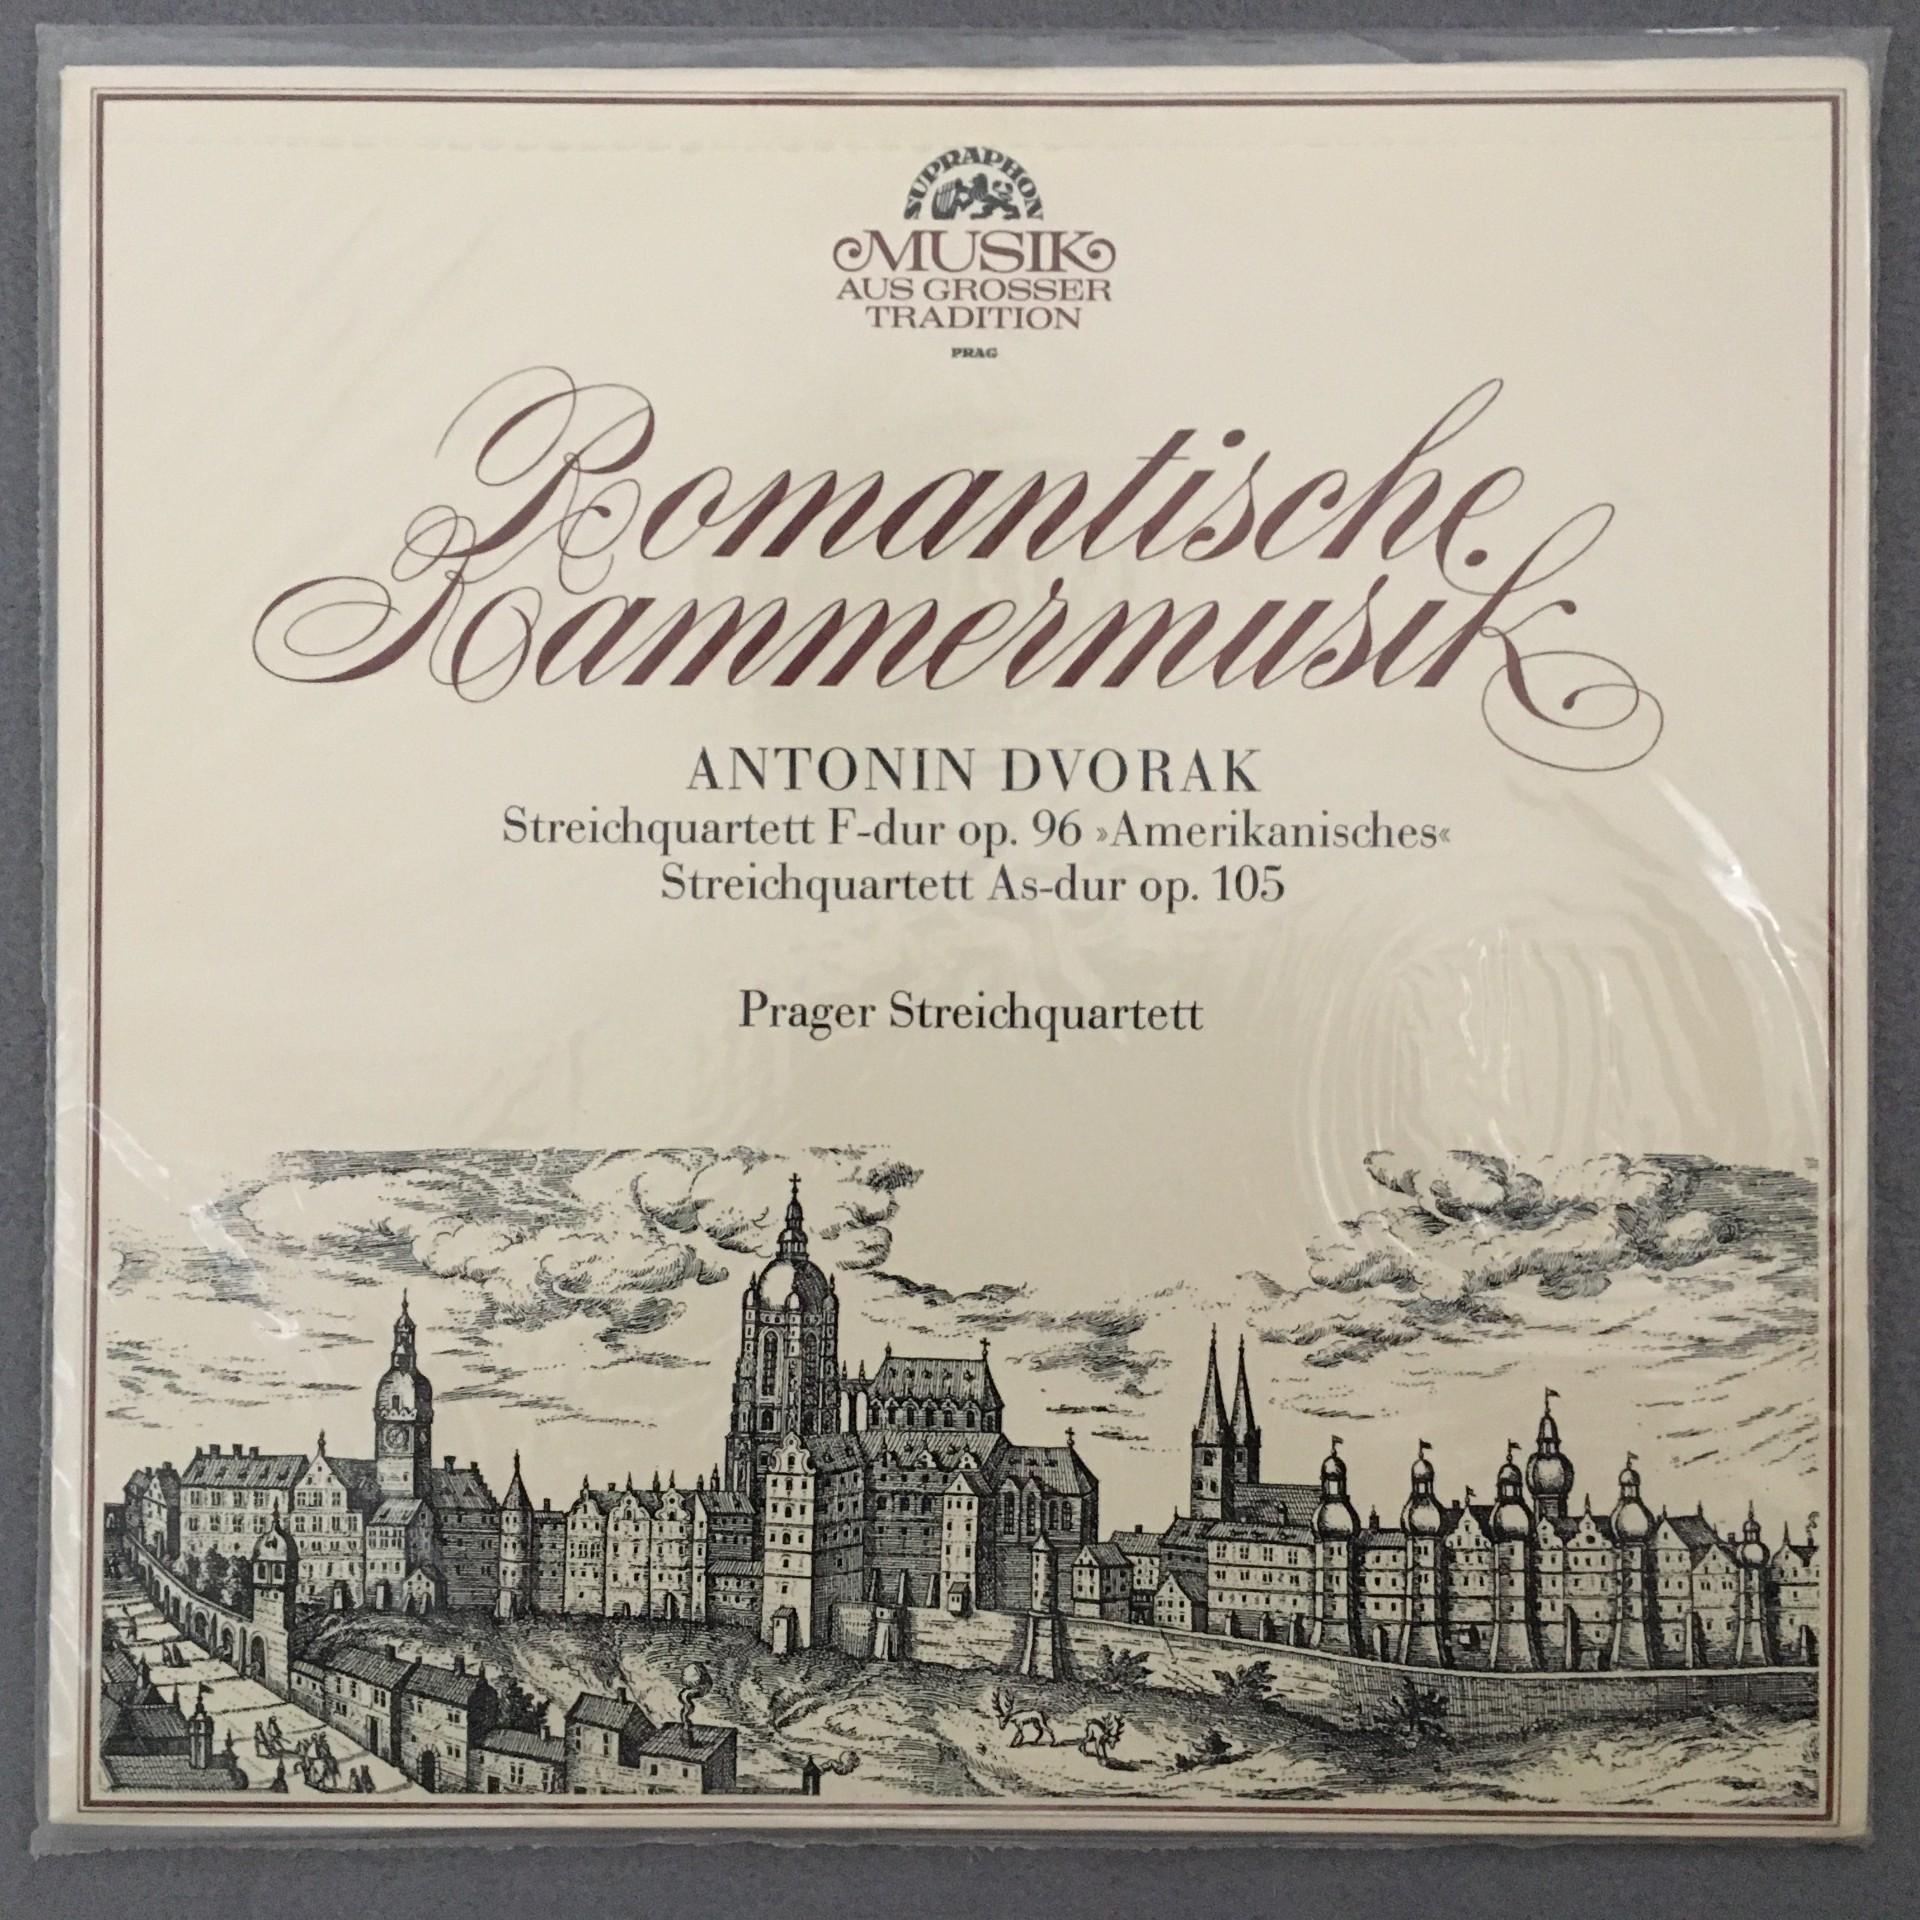 SUPRAPHON
MUSIK
AUS GROSSER
TRADITION
PRAG
Romantische
Kammermusik
ANTONIN DVORAK
Streichquartett F-dur op. 96 »Amerikanisches«
Streichquartett As-dur op. 105
Prager Streichquartett